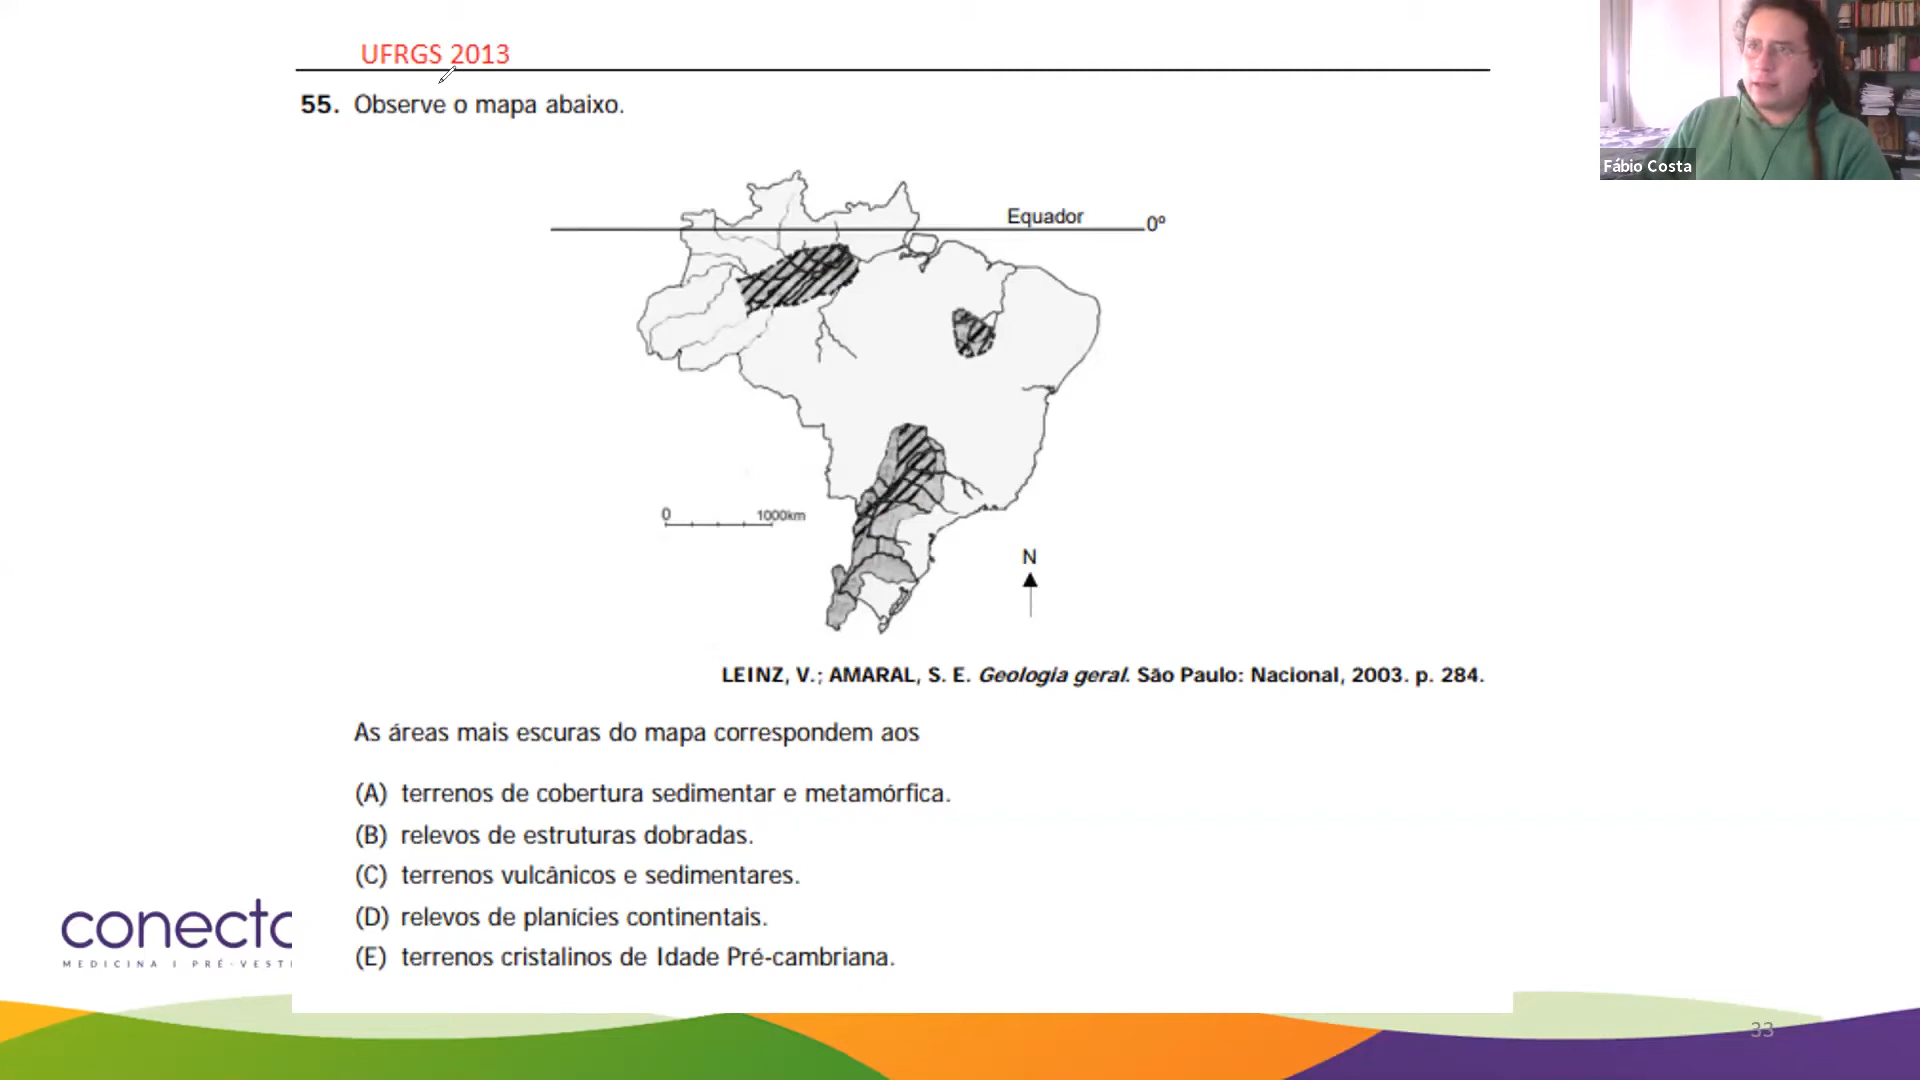 UFRGS 2013
Fábio Costa
55. Observe o mapa abaixo.
Equador 0º
0 1000km
N
LEINZ, V.; AMARAL, S. E. Geologia geral. São Paulo: Nacional, 2003. p. 284.
As áreas mais escuras do mapa correspondem aos
(A) terrenos de cobertura sedimentar e metamórfica.
(B) relevos de estruturas dobradas.
(C) terrenos vulcânicos e sedimentares.
(D) relevos de planícies continentais.
(E) terrenos cristalinos de Idade Pré-cambriana.
conecto
MEDICINA I PRÉ-VESTI
33